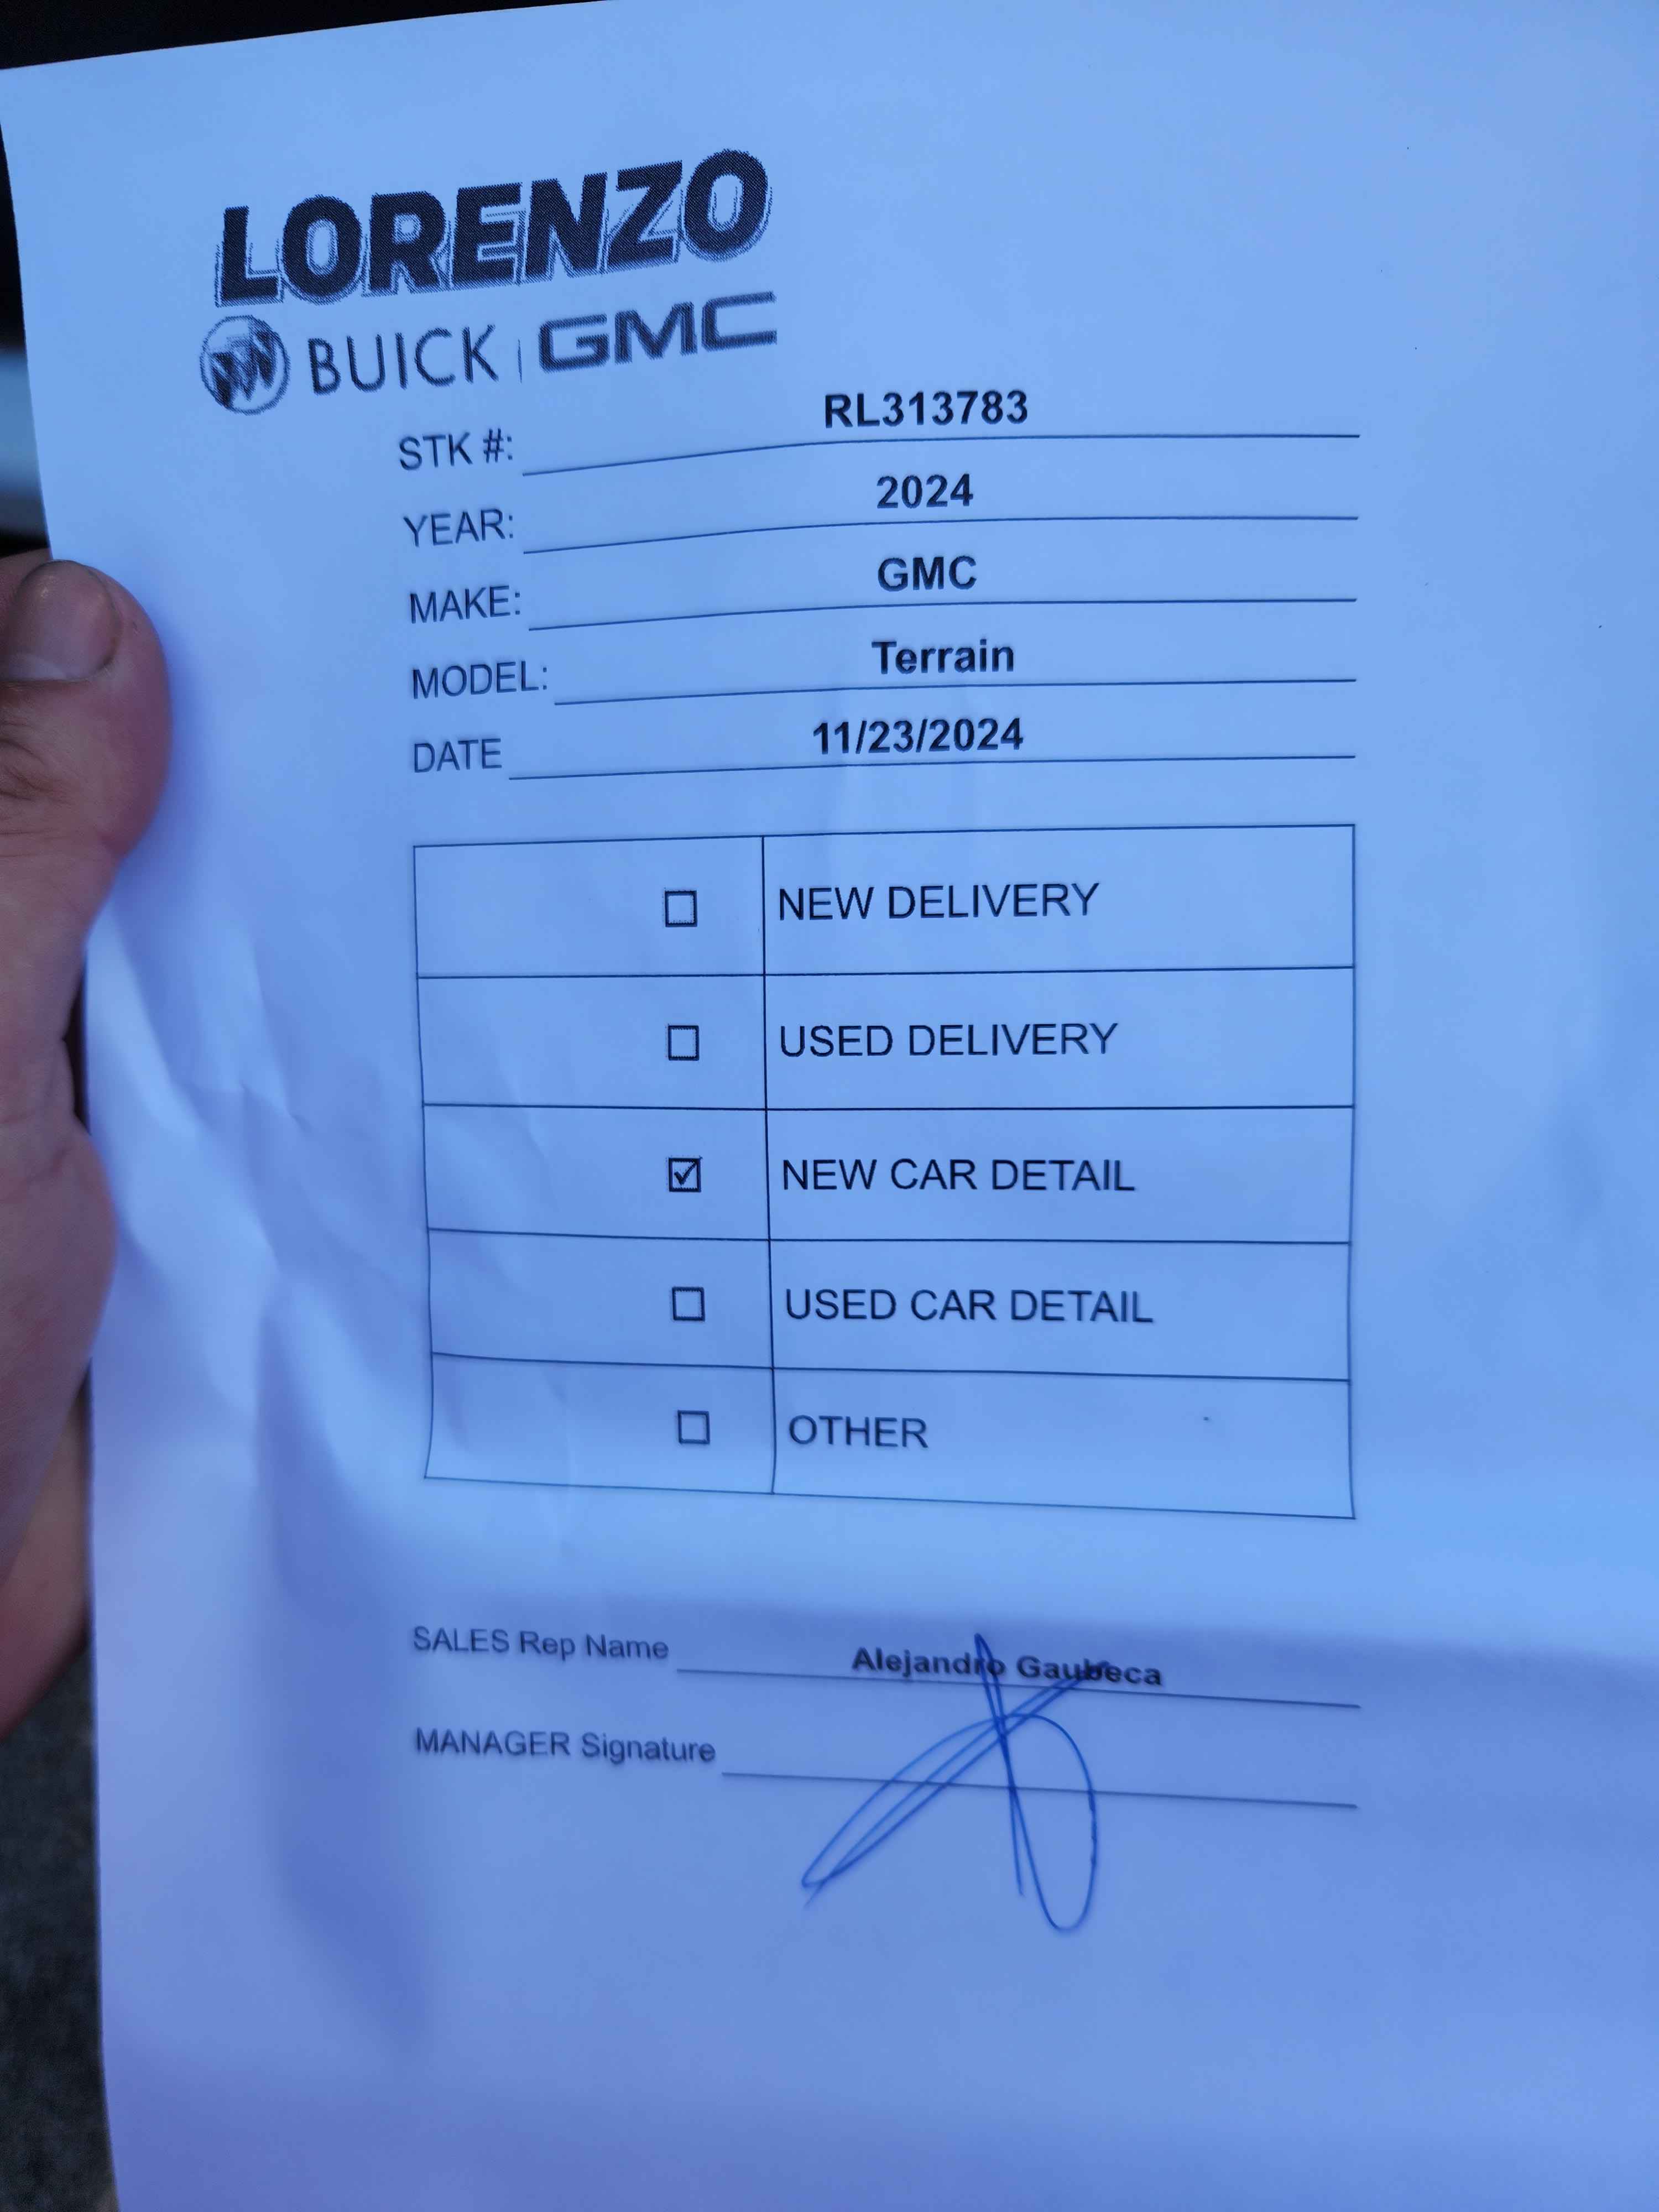 LORENZO
BUICK | GMC
STK #: RL313783
YEAR: 2024
MAKE: GMC
MODEL: Terrain
DATE 11/23/2024
☐ NEW DELIVERY
☐ USED DELIVERY
☑ NEW CAR DETAIL
☐ USED CAR DETAIL
☐ OTHER
SALES Rep Name Alejandro Gaubeca
MANAGER Signature